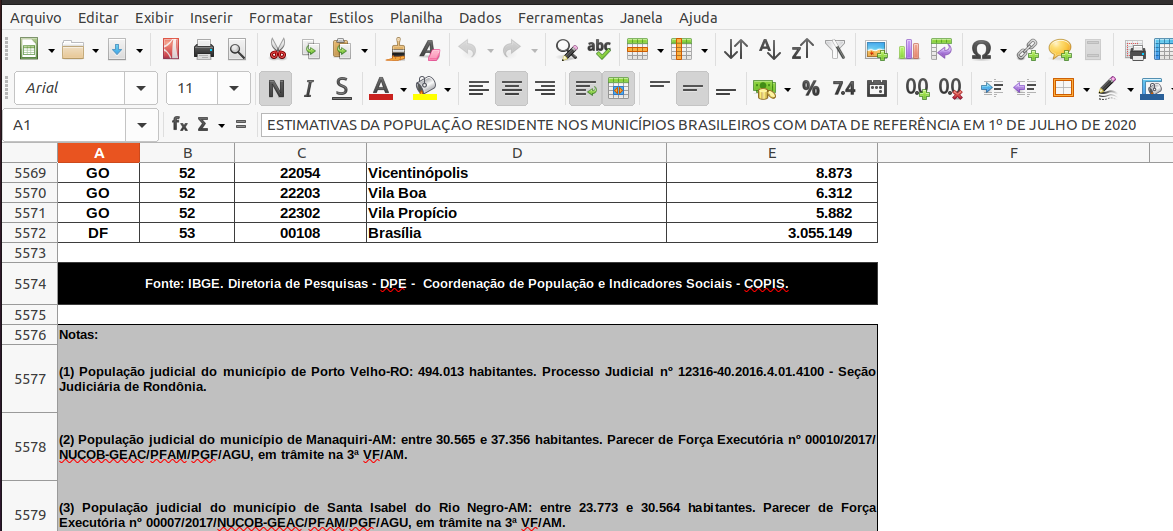 Arquivo Editar Exibir Inserir Formatar Estilos Planilha Dados Ferramentas Janela Ajuda
Arial 11 N I S A % 7.4 0.0 0.0
A1 fx Σ = ESTIMATIVAS DA POPULAÇÃO RESIDENTE NOS MUNICÍPIOS BRASILEIROS COM DATA DE REFERÊNCIA EM 1º DE JULHO DE 2020
A B C D E F
5569 GO 52 22054 Vicentinópolis 8.873
5570 GO 52 22203 Vila Boa 6.312
5571 GO 52 22302 Vila Propício 5.882
5572 DF 53 00108 Brasília 3.055.149
5573
5574 Fonte: IBGE. Diretoria de Pesquisas - DPE - Coordenação de População e Indicadores Sociais - COPIS.
5575
5576 Notas:
5577 (1) População judicial do município de Porto Velho-RO: 494.013 habitantes. Processo Judicial nº 12316-40.2016.4.01.4100 - Seção
Judiciária de Rondônia.
5578 (2) População judicial do município de Manaquiri-AM: entre 30.565 e 37.356 habitantes. Parecer de Força Executória nº 00010/2017/
NUCOB-GEAC/PFAM/PGF/AGU, em trâmite na 3ª VF/AM.
5579 (3) População judicial do município de Santa Isabel do Rio Negro-AM: entre 23.773 e 30.564 habitantes. Parecer de Força
Executória nº 00007/2017/NUCOB-GEAC/PFAM/PGF/AGU, em trâmite na 3ª VF/AM.